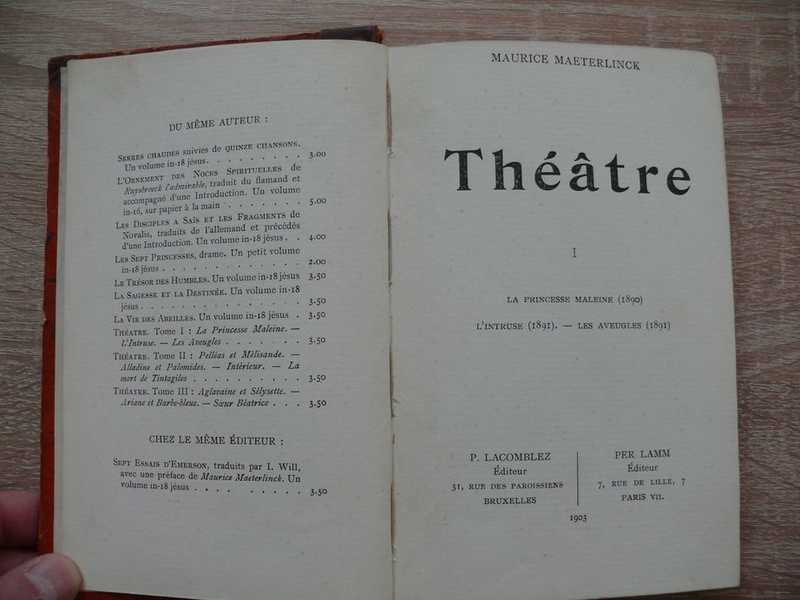 DU MÊME AUTEUR :
SERRES CHAUDES suivies de QUINZE CHANSONS.
Un volume in-18 jésus. . . . . . . . . 3.00
L'ORNEMENT DES NOCES SPIRITUELLES de
Ruysbroeck l'admirable, traduit du flamand et
accompagné d'une Introduction. Un volume
in-16, sur papier à la main . . . . . . . 5.00
LES DISCIPLES A SAÏS ET LES FRAGMENTS de
Novalis, traduits de l'allemand et précédés
d'une Introduction. Un volume in-18 jésus. . 4.00
LES SEPT PRINCESSES, drame. Un petit volume
in-18 jésus . . . . . . . . . . . . 2.00
LE TRÉSOR DES HUMBLES. Un volume in-18 jésus 3.50
LA SAGESSE ET LA DESTINÉE. Un volume in-18
jésus. . . . . . . . . . . . . . 3.50
LA VIE DES ABEILLES. Un volume in-18 jésus . 3.50
THÉATRE. Tome I : La Princesse Maleine. —
L'Intruse. — Les Aveugles . . . . . . . 3.50
THÉATRE. Tome II : Pelléas et Mélisande. —
Alladine et Palomides. — Intérieur. — La
mort de Tintagiles . . . . . . . . . . 3.50
THÉATRE. Tome III : Aglavaine et Sélysette. —
Ariane et Barbe-bleue. — Sœur Béatrice . . . 3.50
CHEZ LE MÊME ÉDITEUR :
SEPT ESSAIS D'EMERSON, traduits par I. Will,
avec une préface de Maurice Maeterlinck. Un
volume in-18 jésus . . . . . . . . . 3.50
MAURICE MAETERLINCK
Théâtre
I
LA PRINCESSE MALEINE (1890)
L'INTRUSE (1891). — LES AVEUGLES (1891)
P. LACOMBLEZ
Éditeur
31, RUE DES PAROISSIENS
BRUXELLES
PER LAMM
Éditeur
7, RUE DE LILLE, 7
PARIS VII.
1903